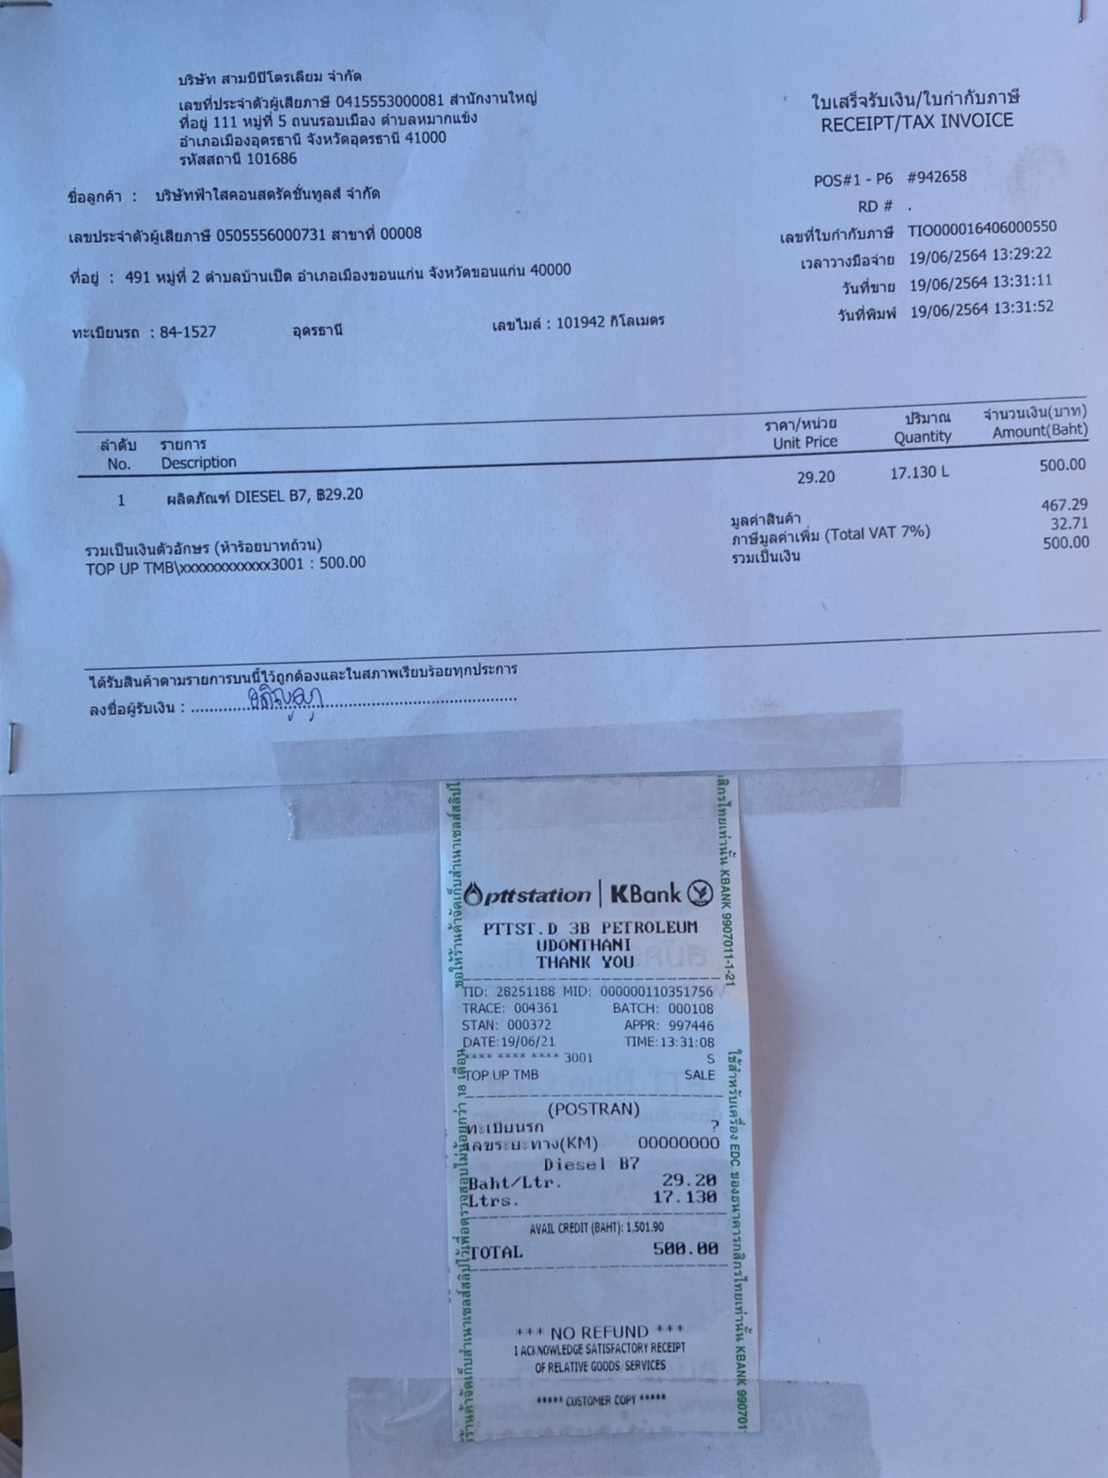 บริษัท สามบีปิโตรเลียม จำกัด
เลขที่ประจำตัวผู้เสียภาษี 0415553000081 สำนักงานใหญ่
ที่อยู่ 111 หมู่ที่ 5 ถนนรอบเมือง ตำบลหมากแข้ง
อำเภอเมืองอุดรธานี จังหวัดอุดรธานี 41000
รหัสสถานี 101686
ใบเสร็จรับเงิน/ใบกำกับภาษี
RECEIPT/TAX INVOICE
POS#1 - P6 #942658
RD # .
เลขที่ใบกำกับภาษี TIO000016406000550
เวลาวางมือจ่าย 19/06/2564 13:29:22
วันที่ขาย 19/06/2564 13:31:11
วันที่พิมพ์ 19/06/2564 13:31:52
ชื่อลูกค้า : บริษัทฟ้าใสคอนสตรัคชั่นทูลส์ จำกัด
เลขประจำตัวผู้เสียภาษี 0505556000731 สาขาที่ 00008
ที่อยู่ : 491 หมู่ที่ 2 ตำบลบ้านเป็ด อำเภอเมืองขอนแก่น จังหวัดขอนแก่น 40000
ทะเบียนรถ : 84-1527 อุดรธานี เลขไมล์ : 101942 กิโลเมตร
ลำดับ รายการ ราคา/หน่วย ปริมาณ จำนวนเงิน(บาท)
No. Description Unit Price Quantity Amount(Baht)
1 ผลิตภัณฑ์ DIESEL B7, ฿29.20 29.20 17.130 L 500.00
มูลค่าสินค้า 467.29
ภาษีมูลค่าเพิ่ม (Total VAT 7%) 32.71
รวมเป็นเงิน 500.00
รวมเป็นเงินตัวอักษร (ห้าร้อยบาทถ้วน)
TOP UP TMB\xxxxxxxxxxxx3001 : 500.00
ได้รับสินค้าตามรายการบนนี้ไว้ถูกต้องและในสภาพเรียบร้อยทุกประการ
ลงชื่อผู้รับเงิน :
pttstation | KBank
PTTST.D 3B PETROLEUM
UDONTHANI
THANK YOU
TID: 28251188 MID: 000000110351756
TRACE: 004361 BATCH: 000108
STAN: 000372 APPR: 997446
DATE:19/06/21 TIME:13:31:08
**** **** **** 3001 S
TOP UP TMB SALE
(POSTRAN)
ทะเบียนรถ ?
เลขระยะทาง(KM) 00000000
Diesel B7
Baht/Ltr. 29.20
Ltrs. 17.130
AVAIL CREDIT (BAHT): 1,501.90
TOTAL 500.00
*** NO REFUND ***
I ACKNOWLEDGE SATISFACTORY RECEIPT
OF RELATIVE GOODS/SERVICES
***** CUSTOMER COPY *****
ขอให้ร้านค้าจัดเก็บสำเนาเซลส์สลิปไว้เพื่อตรวจสอบไม่น้อยกว่า 18 เดือน
ใช้สำหรับเครื่อง EDC ของธนาคารกสิกรไทยเท่านั้น KBANK 990701
สิกรไทยเท่านั้น KBANK 9907011-1-21